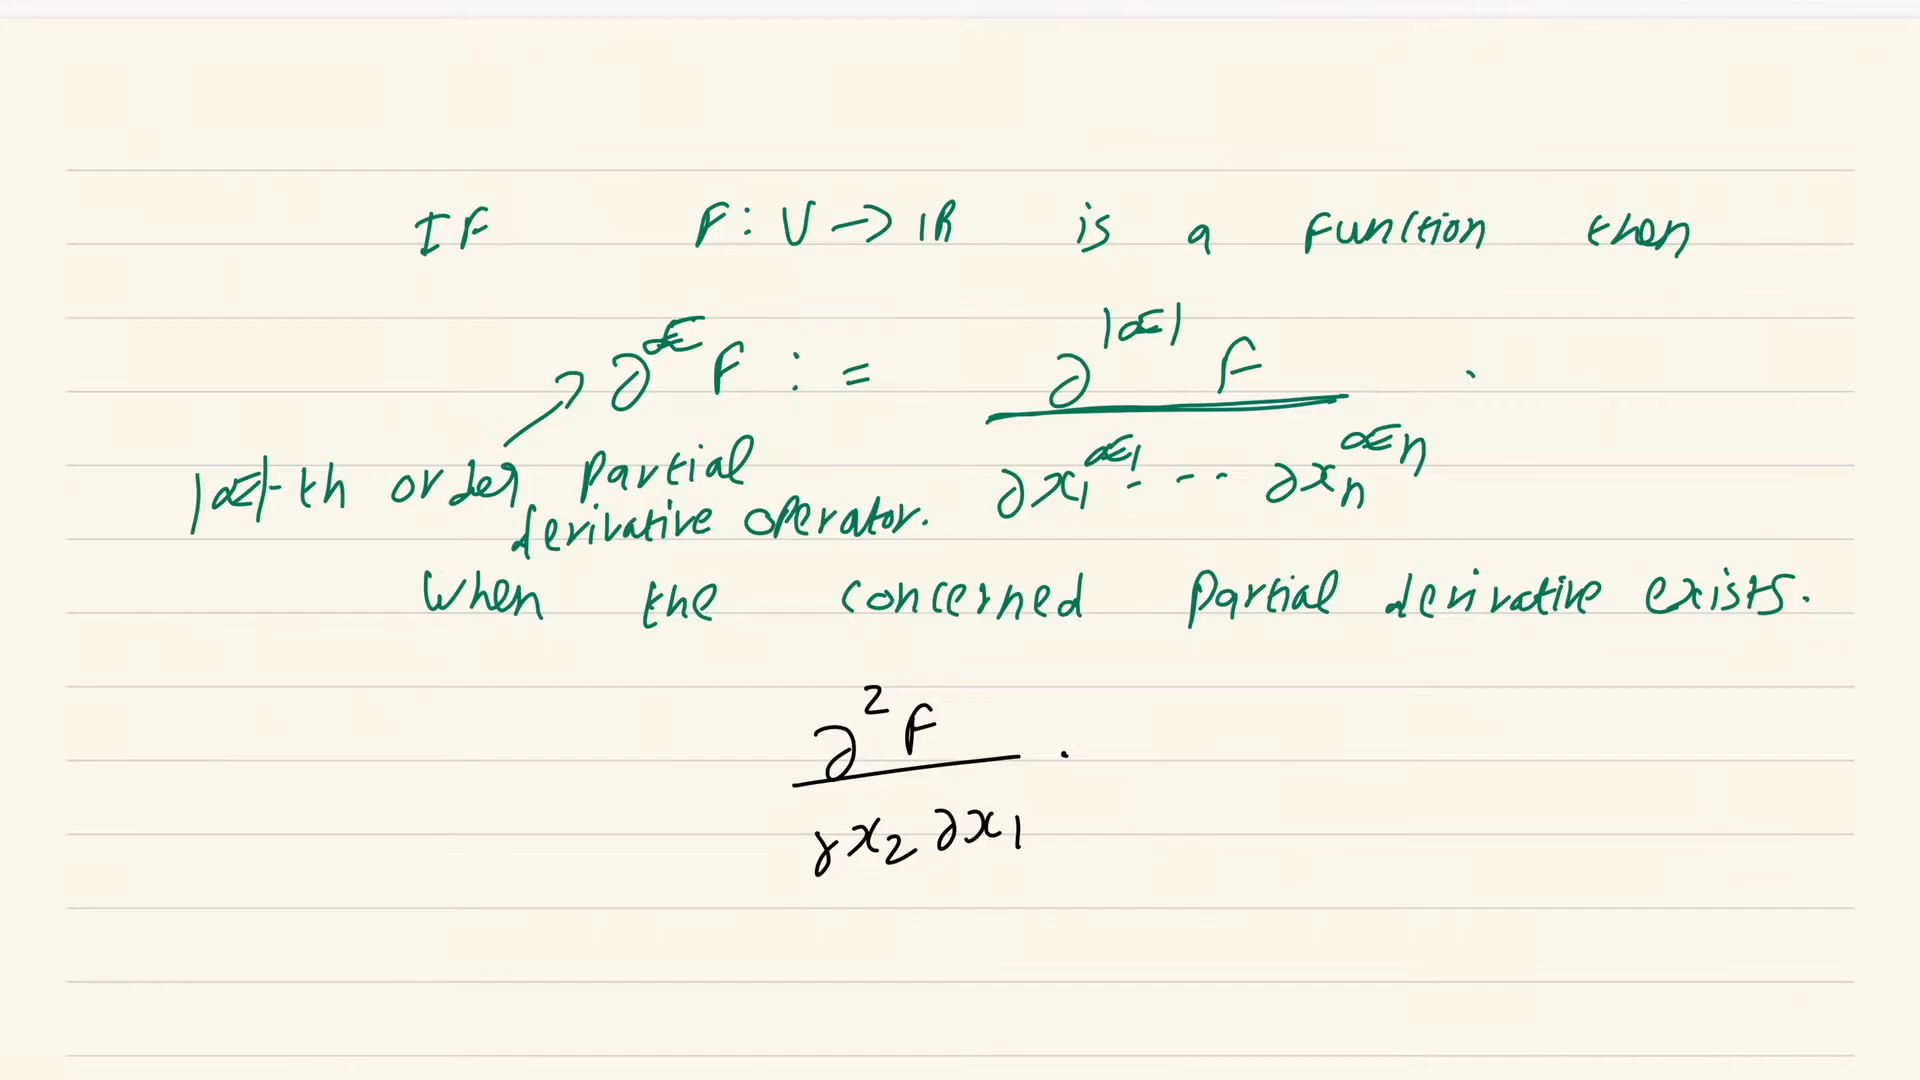 IF F: U → ℝ is a function then
∂^α F := ∂^|α| F / ∂x₁^α₁ ··· ∂xₙ^αₙ .
|α|-th order partial derivative operator.
When the concerned partial derivative exists.
∂² F / ∂x₂ ∂x₁ .